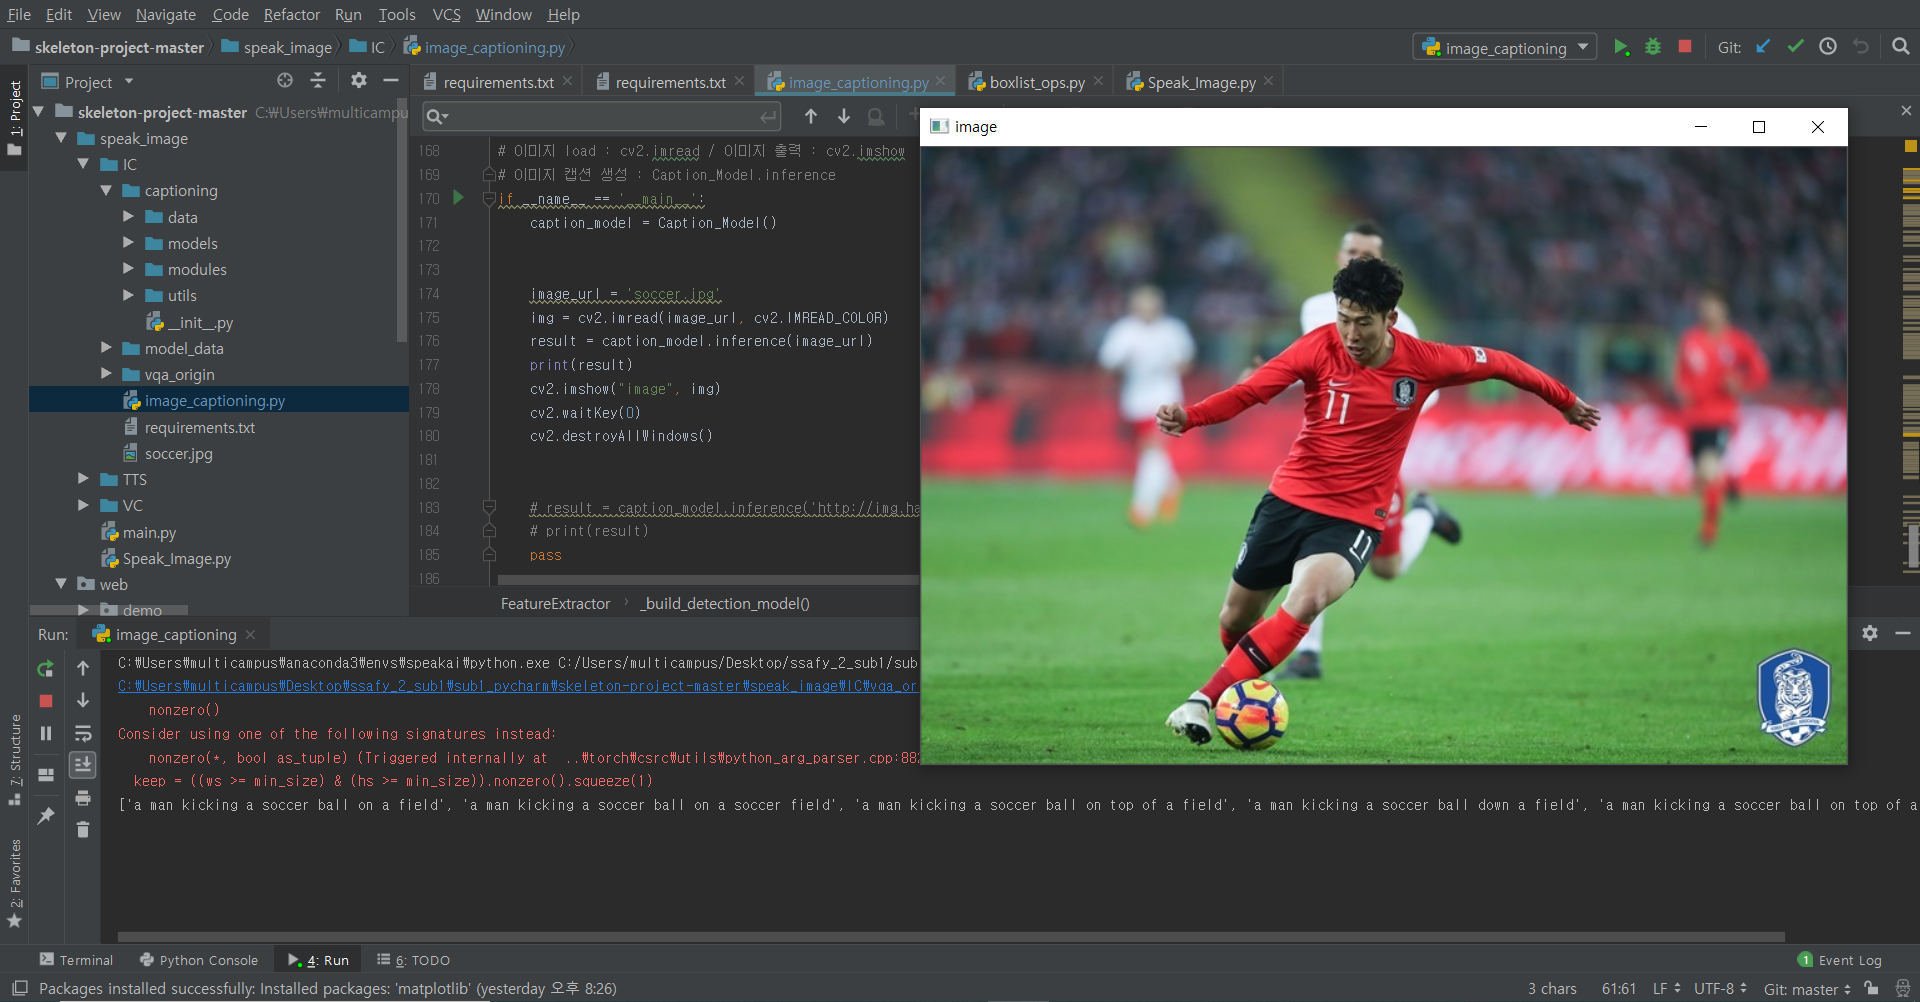 File Edit View Navigate Code Refactor Run Tools VCS Window Help
skeleton-project-master speak_image IC image_captioning.py
image_captioning Git:
Project
requirements.txt requirements.txt image_captioning.py boxlist_ops.py Speak_Image.py
1: Project
skeleton-project-master C:₩Users₩multicampu
speak_image
IC
captioning
data
models
modules
utils
__init__.py
model_data
vqa_origin
image_captioning.py
requirements.txt
soccer.jpg
TTS
VC
main.py
Speak_Image.py
web
demo
168 # 이미지 load : cv2.imread / 이미지 출력 : cv2.imshow
169 # 이미지 캡션 생성 : Caption_Model.inference
170 if __name__ == '__main__':
171 caption_model = Caption_Model()
172
173
174 image_url = 'soccer.jpg'
175 img = cv2.imread(image_url, cv2.IMREAD_COLOR)
176 result = caption_model.inference(image_url)
177 print(result)
178 cv2.imshow("image", img)
179 cv2.waitKey(0)
180 cv2.destroyAllWindows()
181
182
183 # result = caption_model.inference('http://img.ha
184 # print(result)
185 pass
186
FeatureExtractor _build_detection_model()
image
11
11
Run: image_captioning
C:₩Users₩multicampus₩anaconda3₩envs₩speakai₩python.exe C:/Users/multicampus/Desktop/ssafy_2_sub1/sub
C:₩Users₩multicampus₩Desktop₩ssafy_2_sub1₩sub1_pycharm₩skeleton-project-master₩speak_image₩IC₩vqa_or
nonzero()
Consider using one of the following signatures instead:
nonzero(*, bool as_tuple) (Triggered internally at ..₩torch₩csrc₩utils₩python_arg_parser.cpp:882
keep = ((ws >= min_size) & (hs >= min_size)).nonzero().squeeze(1)
['a man kicking a soccer ball on a field', 'a man kicking a soccer ball on a soccer field', 'a man kicking a soccer ball on top of a field', 'a man kicking a soccer ball down a field', 'a man kicking a soccer ball on top of a
7: Structure
2: Favorites
Terminal Python Console 4: Run 6: TODO 1 Event Log
Packages installed successfully: Installed packages: 'matplotlib' (yesterday 오후 8:26) 3 chars 61:61 LF UTF-8 Git: master